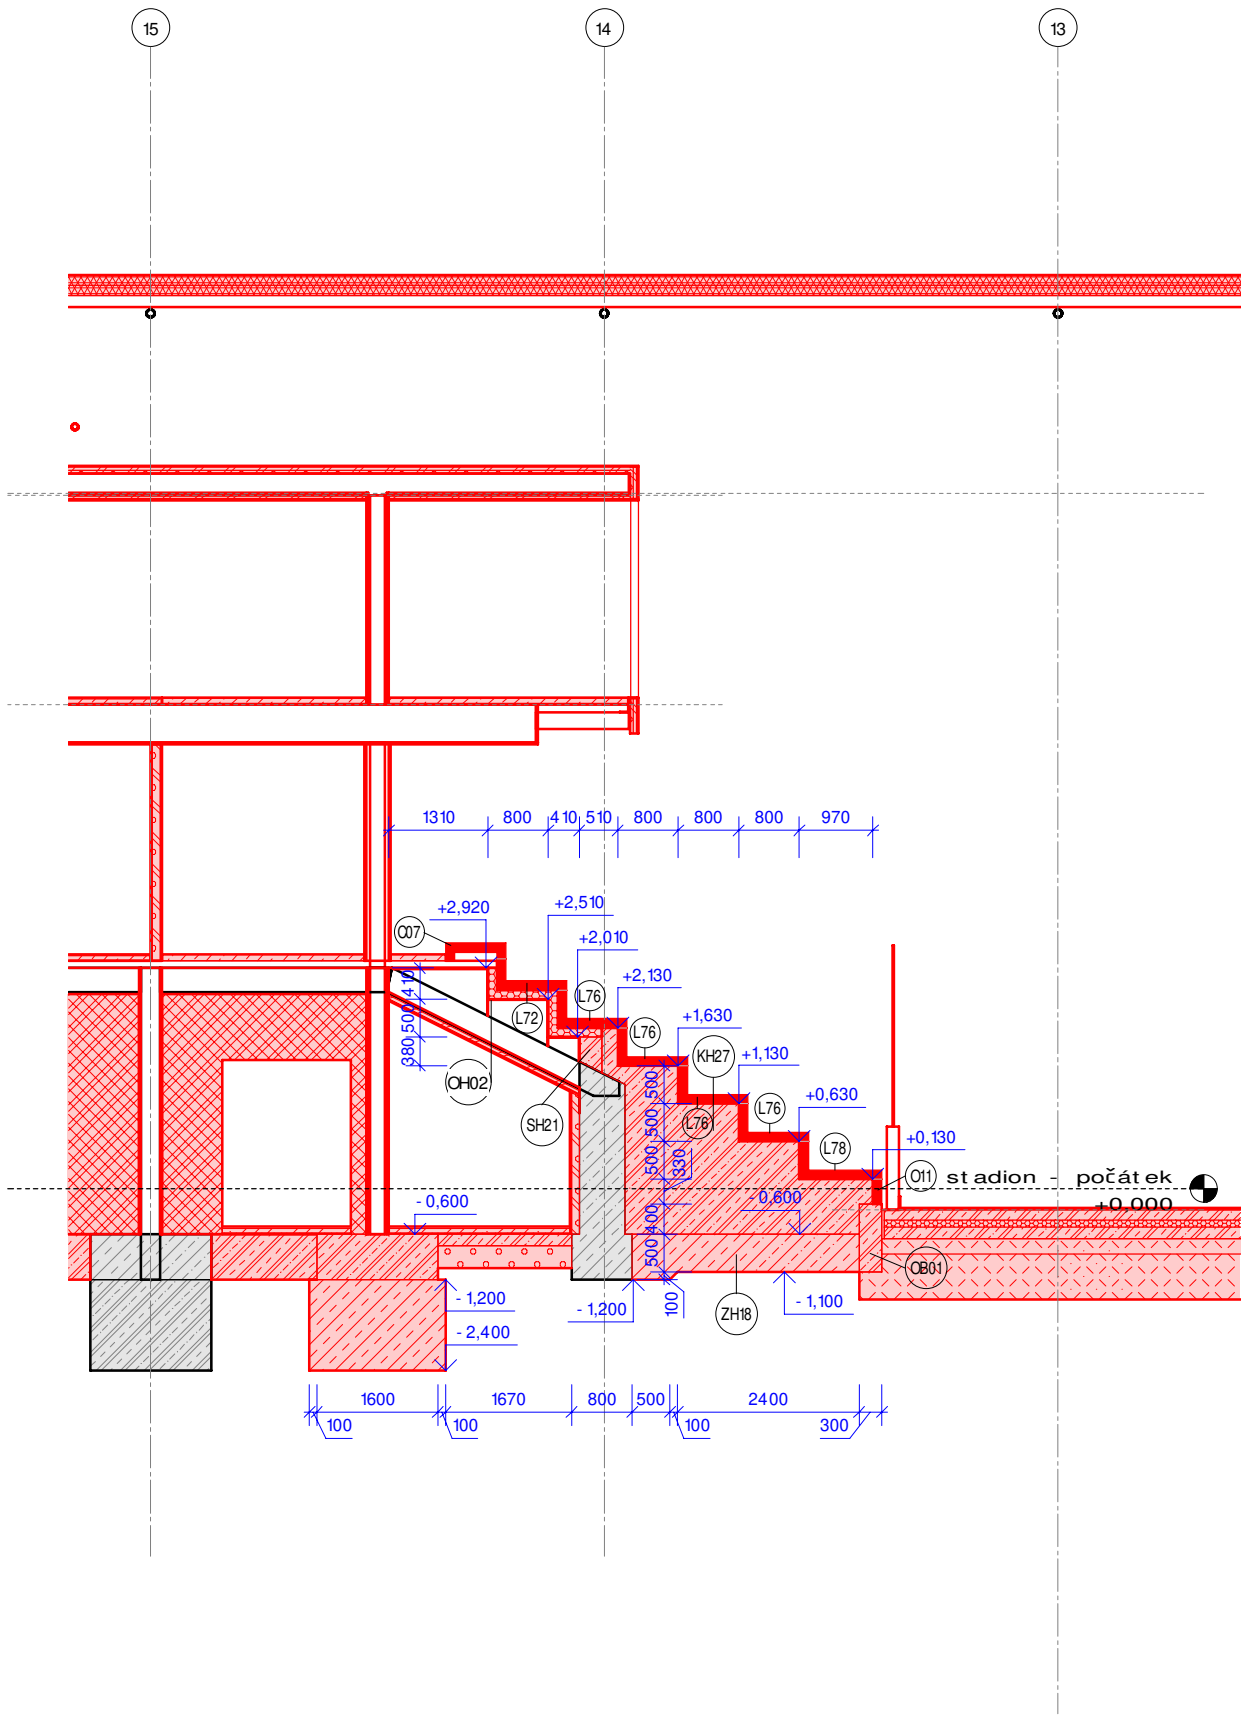 15 14 13
1310 800 410 510 800 800 800 970
+2,920 +2,510
C07 +2,010
410 L72 L76 +2,130
500 L76 +1,630
380 KH27 +1,130
OH02 500 L76 L76 +0,630
SH21 500 L78 +0,130
500 330 O11 stadion - počátek
- 0,600 400 - 0,600 +0,000
500 OB01
- 1,200 - 1,200 100 ZH18 - 1,100
- 2,400
1600 1670 800 500 2400
100 100 100 300